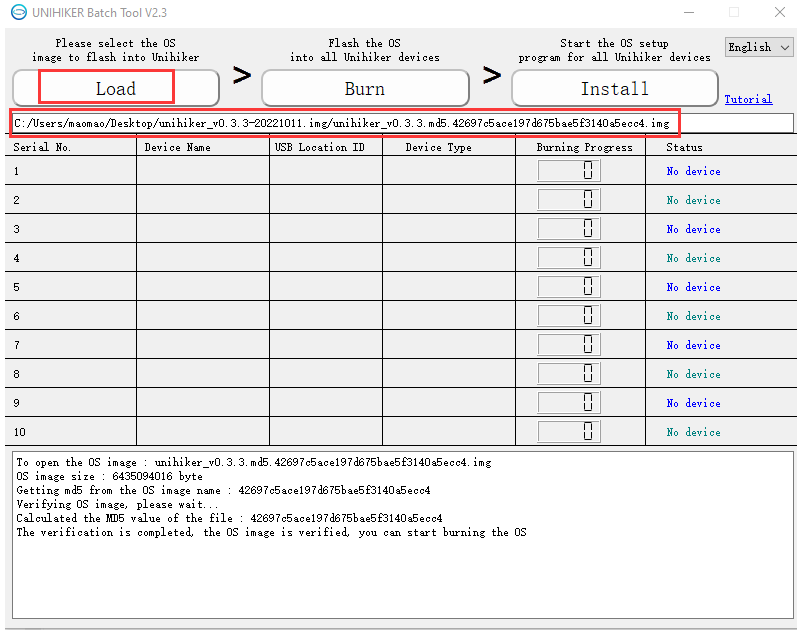 UNIHIKER Batch Tool V2.3
Please select the OS
image to flash into Unihiker
Load
>
Flash the OS
into all Unihiker devices
Burn
>
Start the OS setup
program for all Unihiker devices
Install
English
Tutorial
C:/Users/maomao/Desktop/unihiker_v0.3.3-20221011.img/unihiker_v0.3.3.md5.42697c5ace197d675bae5f3140a5ecc4.img
Serial No. Device Name USB Location ID Device Type Burning Progress Status
1 0 No device
2 0 No device
3 0 No device
4 0 No device
5 0 No device
6 0 No device
7 0 No device
8 0 No device
9 0 No device
10 0 No device
To open the OS image : unihiker_v0.3.3.md5.42697c5ace197d675bae5f3140a5ecc4.img
OS image size : 6435094016 byte
Getting md5 from the OS image name : 42697c5ace197d675bae5f3140a5ecc4
Verifying OS image, please wait...
Calculated the MD5 value of the file : 42697c5ace197d675bae5f3140a5ecc4
The verification is completed, the OS image is verified, you can start burning the OS